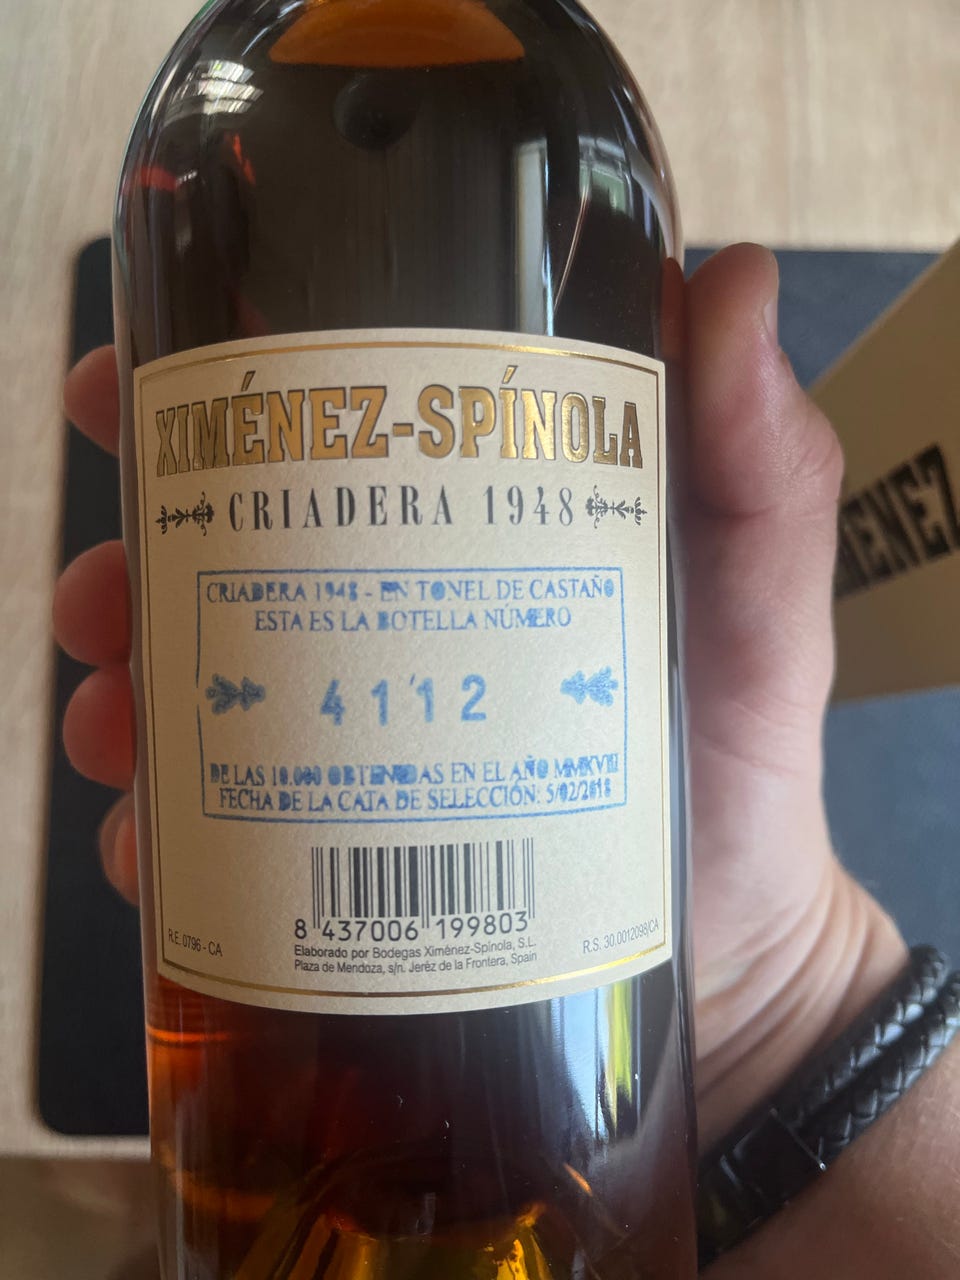 XIMÉNEZ-SPÍNOLA
CRIADERA 1948
CRIADERA 1948 - EN TONEL DE CASTAÑO
ESTA ES LA BOTELLA NÚMERO
4112
DE LAS 10.000 OBTENIDAS EN EL AÑO MMXVIII
FECHA DE LA CATA DE SELECCIÓN: 5/02/2018
8 437006 199803
R.E. 0796 - CA
Elaborado por Bodegas Ximénez-Spínola, S.L.
Plaza de Mendoza, s/n. Jeréz de la Frontera, Spain
R.S. 30.0012098/CA
IMENEZ